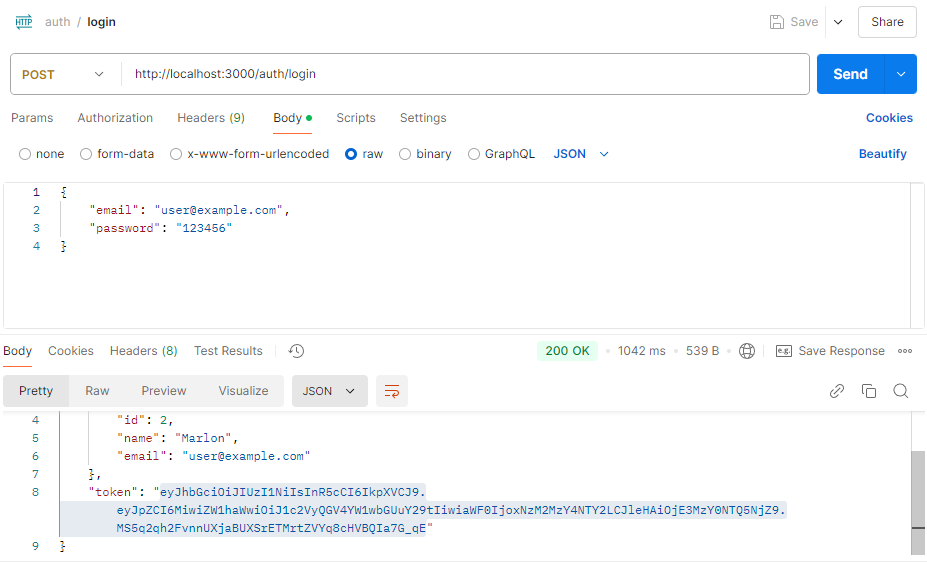 HTTP auth / login Save Share
POST http://localhost:3000/auth/login Send
Params Authorization Headers (9) Body Scripts Settings Cookies
none form-data x-www-form-urlencoded raw binary GraphQL JSON Beautify
1 {
2 "email": "user@example.com",
3 "password": "123456"
4 }
Body Cookies Headers (8) Test Results 200 OK 1042 ms 539 B e.g. Save Response
Pretty Raw Preview Visualize JSON
4 "id": 2,
5 "name": "Marlon",
6 "email": "user@example.com"
7 },
8 "token": "eyJhbGciOiJIUzI1NiIsInR5cCI6IkpXVCJ9.
eyJpZCI6MiwiZW1haWwiOiJ1c2VyQGV4YW1wbGUuY29tIiwiaWF0IjoxNzM2MzY4NTY2LCJleHAiOjE3MzY0NTQ5NjZ9.
MS5q2qh2FvnnUXjaBUXSrETMrtZVYq8cHVBQIa7G_qE"
9 }